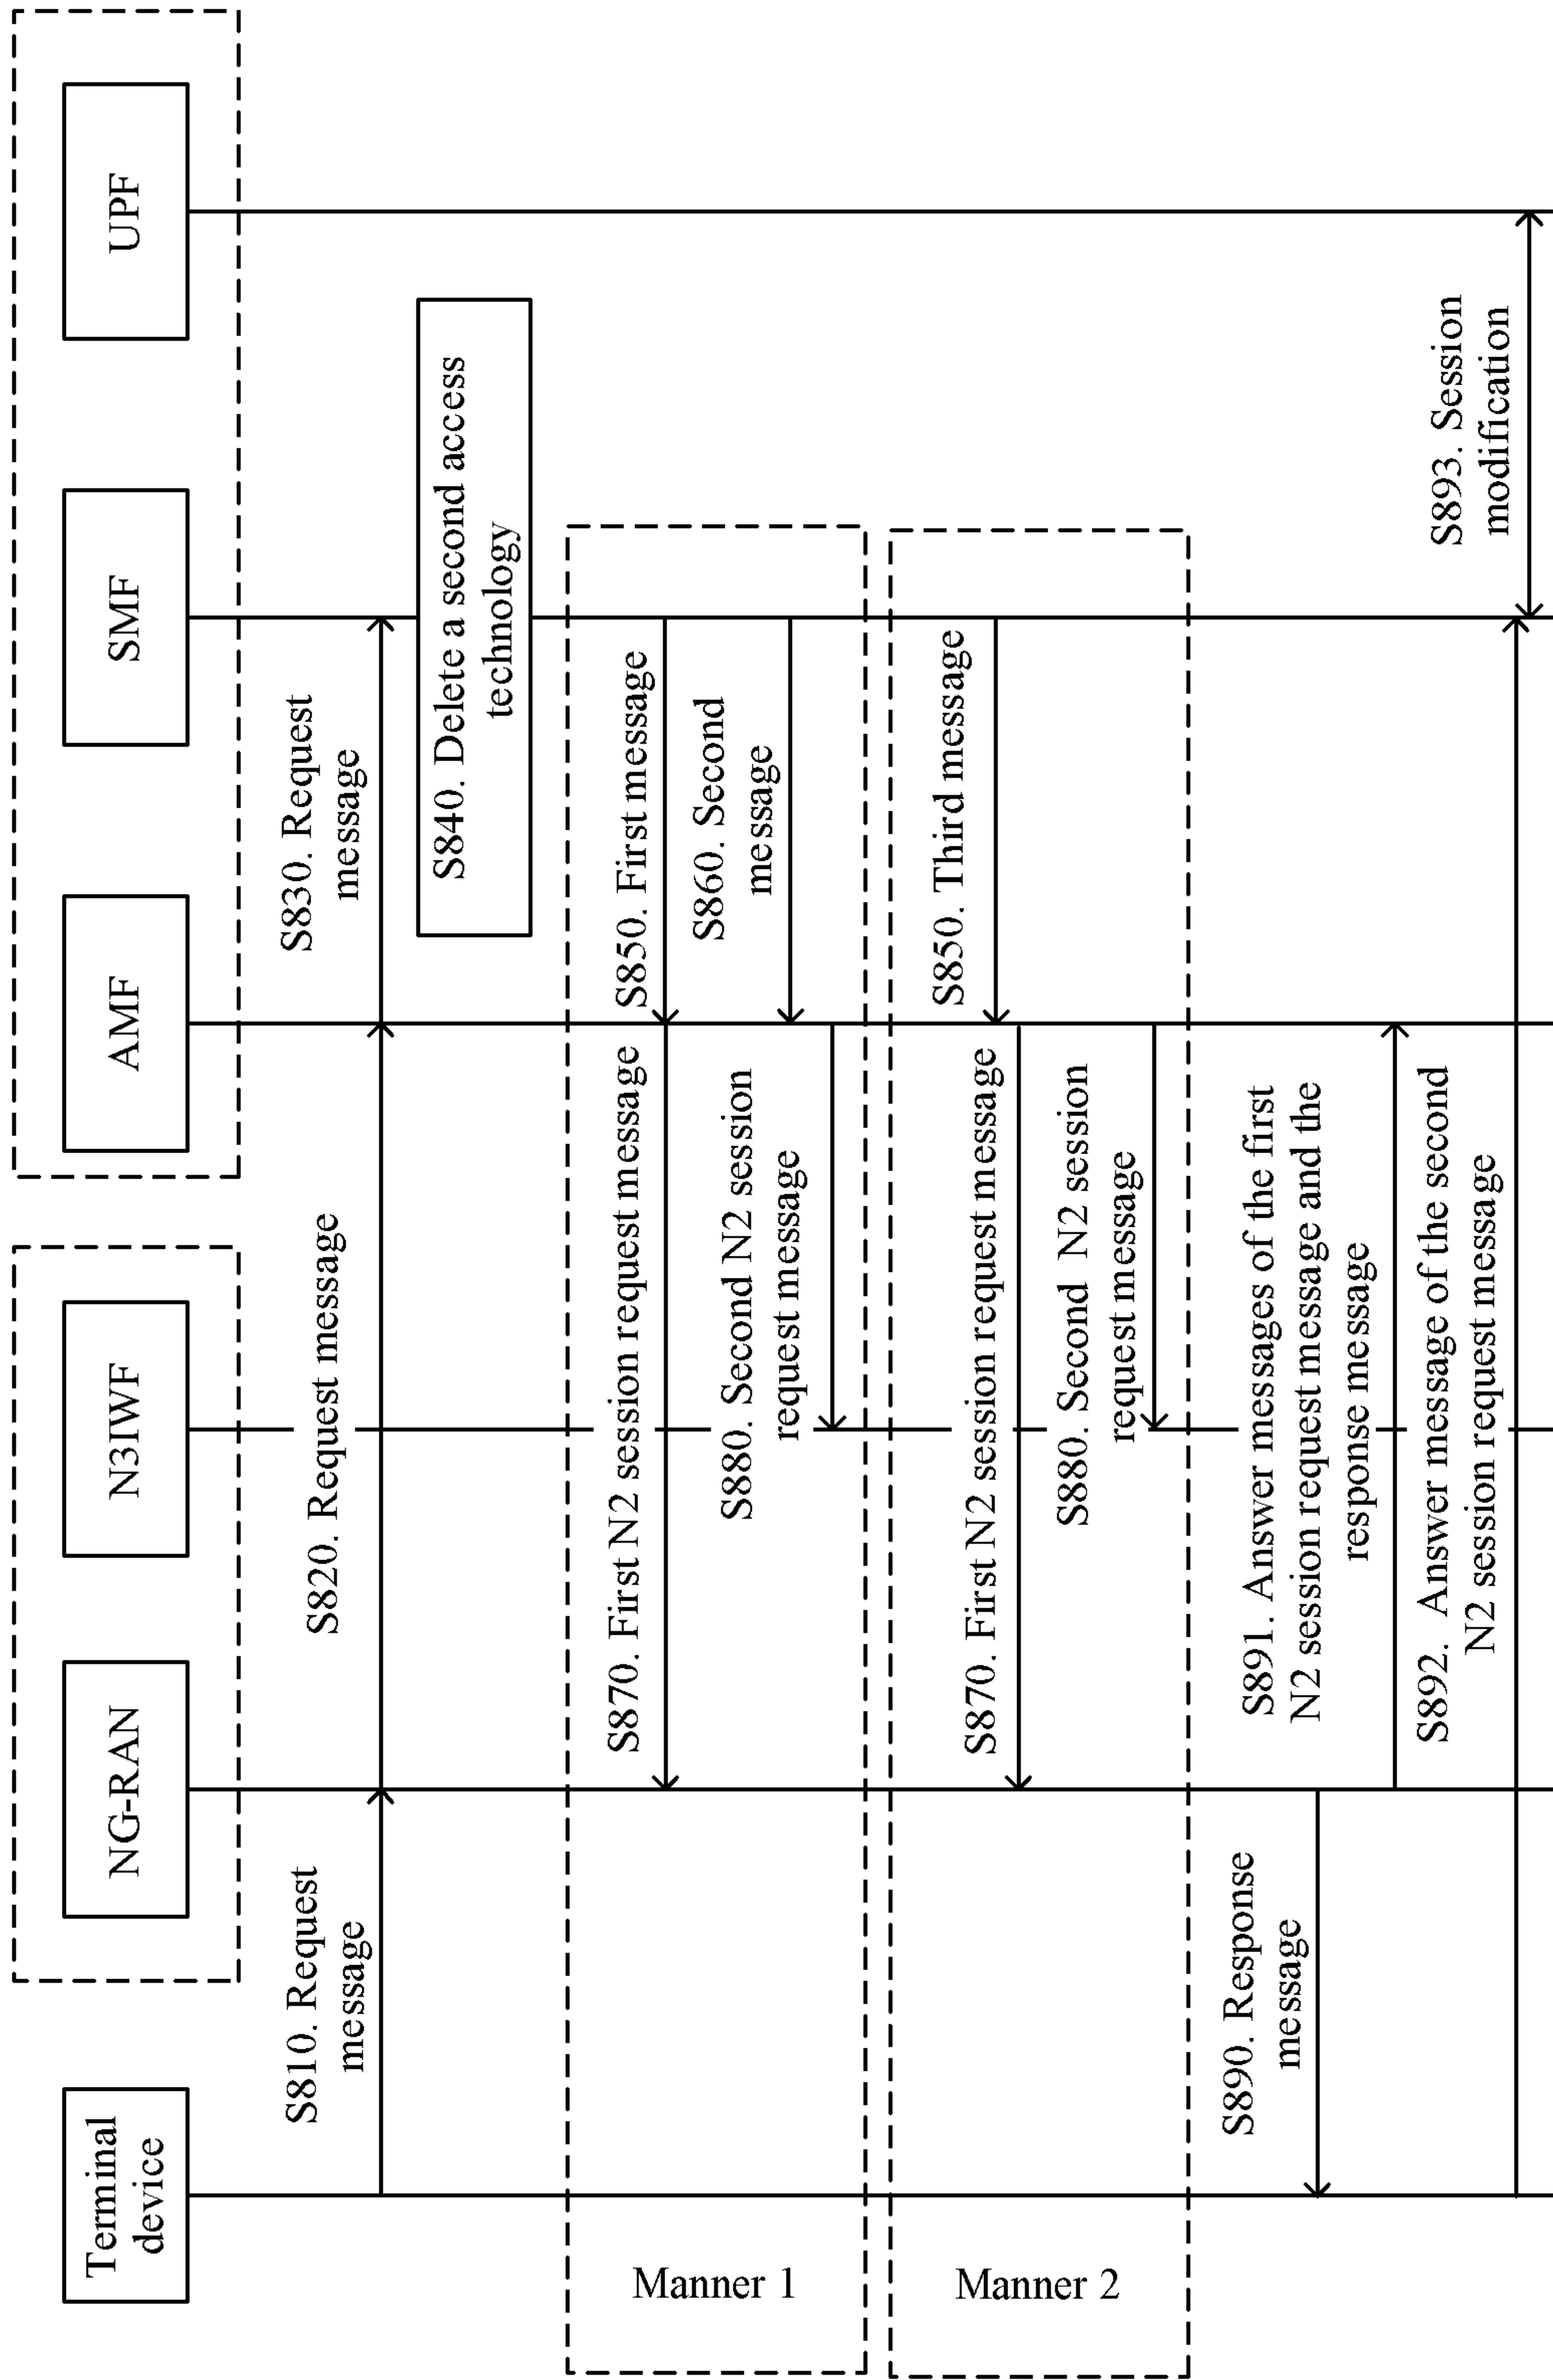 Terminal
device
NG-RAN
N3IWF
AMF
SMF
UPF
S810. Request
message
S820. Request message
S830. Request
message
S840. Delete a second access
technology
Manner 1
S850. First message
S860. Second
message
S870. First N2 session request message
S880. Second N2 session
request message
Manner 2
S850. Third message
S870. First N2 session request message
S880. Second N2 session
request message
S890. Response
message
S891. Answer messages of the first
N2 session request message and the
response message
S892. Answer message of the second
N2 session request message
S893. Session
modification